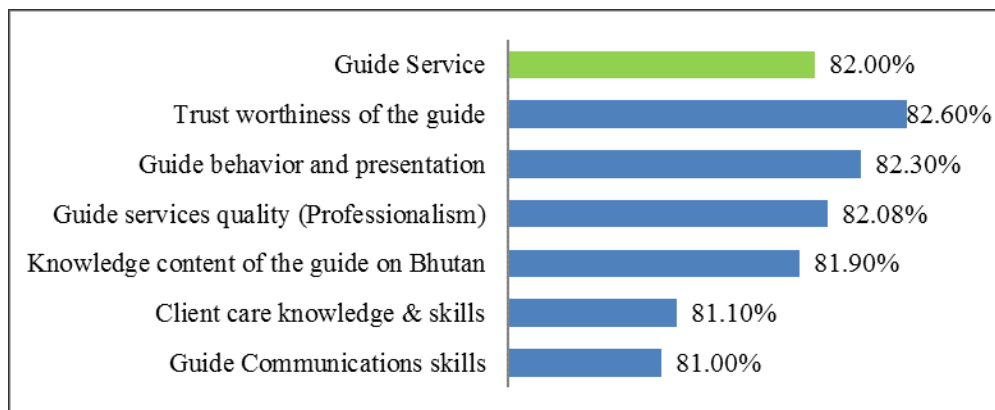 Guide Service 82.00%
Trust worthiness of the guide 82.60%
Guide behavior and presentation 82.30%
Guide services quality (Professionalism) 82.08%
Knowledge content of the guide on Bhutan 81.90%
Client care knowledge & skills 81.10%
Guide Communications skills 81.00%